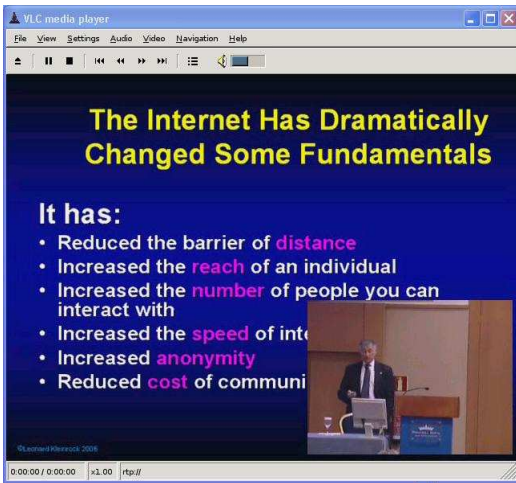 VLC media player
File View Settings Audio Video Navigation Help
The Internet Has Dramatically
Changed Some Fundamentals
It has:
• Reduced the barrier of distance
• Increased the reach of an individual
• Increased the number of people you can
interact with
• Increased the speed of inte
• Increased anonymity
• Reduced cost of communi
©Leonard Kleinrock 2005
0:00:00 / 0:00:00 x1.00 rtp://